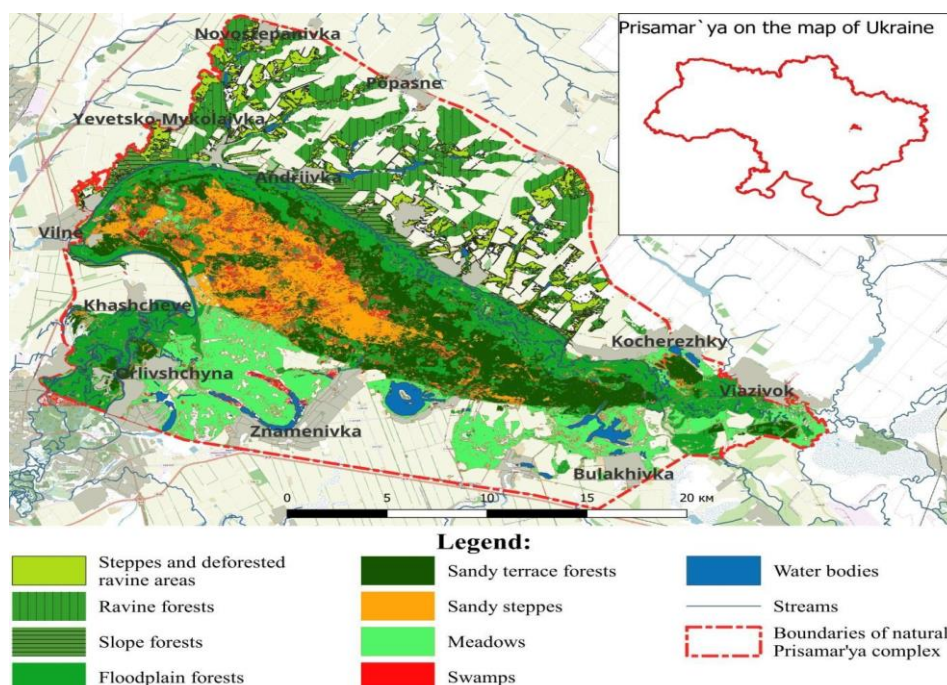 Prisamar`ya on the map of Ukraine
Novostepanivka
Popasne
Yevetsko-Mykolaivka
Andriivka
Vilne
Khashcheve
Kocherezhky
Orlivshchyna
Viazivok
Znamenivka
Bulakhivka
0 5 10 15 20 км
Legend:
Steppes and deforested
ravine areas
Ravine forests
Slope forests
Floodplain forests
Sandy terrace forests
Sandy steppes
Meadows
Swamps
Water bodies
Streams
Boundaries of natural
Prisamar'ya complex